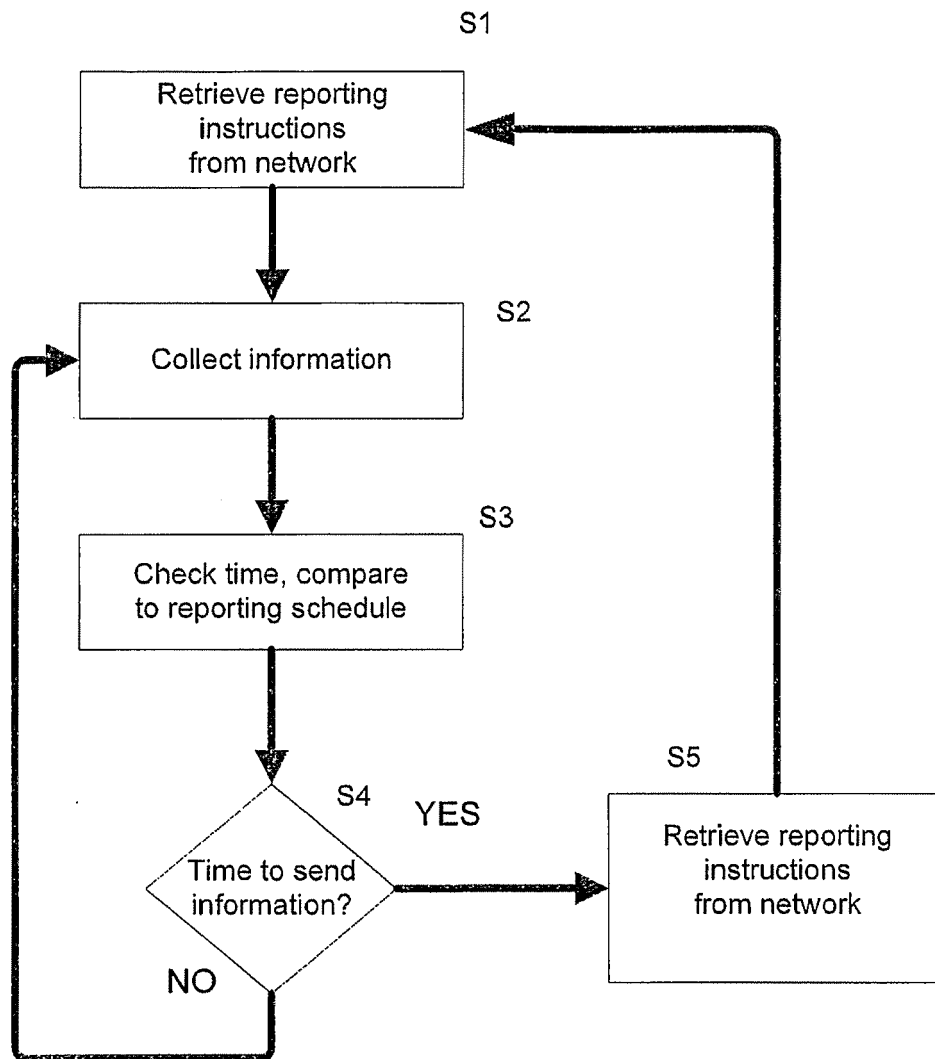 S1
Retrieve reporting
instructions
from network
S2
Collect information
S3
Check time, compare
to reporting schedule
S4
YES
Time to send
information?
NO
S5
Retrieve reporting
instructions
from network